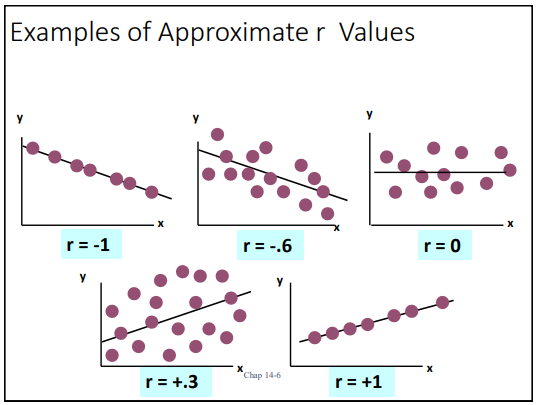 Examples of Approximate r Values
y
x
r = -1
y
x
r = -.6
y
x
r = 0
y
x
r = +.3
Chap 14-6
y
x
r = +1